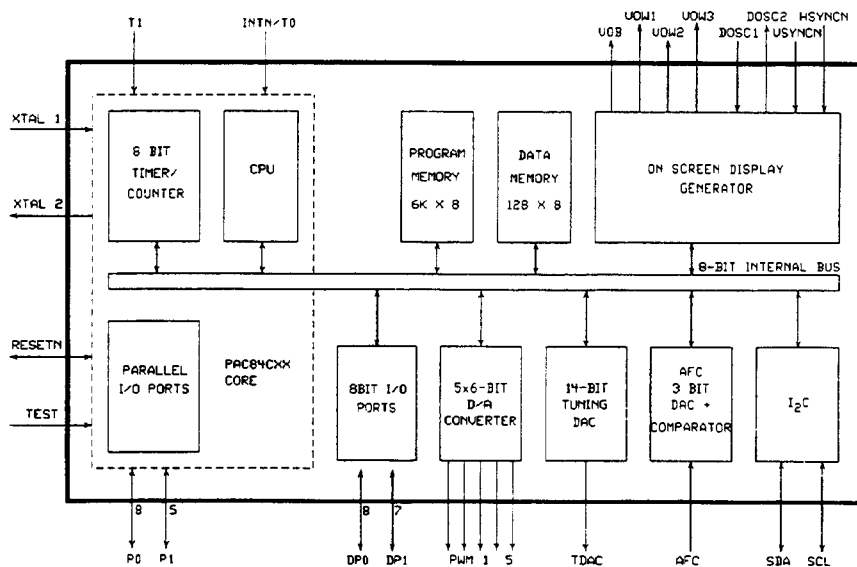 T1
INTN/T0
VOB
VOW1
VOW2
VOW3
DOSC1
DOSC2
VSYNCN
HSYNCN
XTAL 1
XTAL 2
8 BIT
TIMER/
COUNTER
CPU
PROGRAM
MEMORY
6K X 8
DATA
MEMORY
128 X 8
ON SCREEN DISPLAY
GENERATOR
8-BIT INTERNAL BUS
RESETN
TEST
PARALLEL
I/O PORTS
PAC84CXX
CORE
8BIT I/O
PORTS
5x6-BIT
D/A
CONVERTER
14-BIT
TUNING
DAC
AFC
3 BIT
DAC +
COMPARATOR
I2C
8
5
8
7
P0
P1
DP0
DP1
PWM 1 5
TDAC
AFC
SDA
SCL